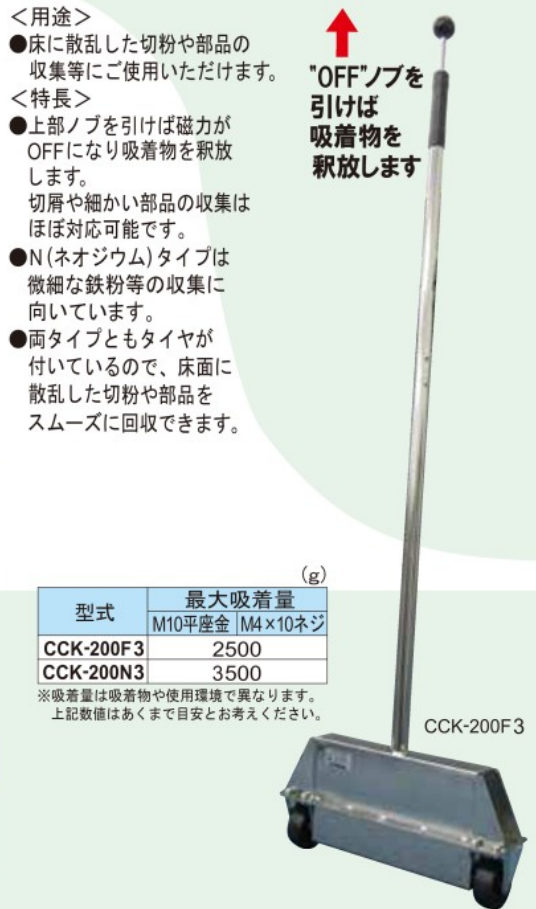 ＜用途＞
●床に散乱した切粉や部品の
収集等にご使用いただけます。
＜特長＞
●上部ノブを引けば磁力が
OFFになり吸着物を釈放
します。
切屑や細かい部品の収集は
ほぼ対応可能です。
●N(ネオジウム)タイプは
微細な鉄粉等の収集に
向いています。
●両タイプともタイヤが
付いているので、床面に
散乱した切粉や部品を
スムーズに回収できます。
"OFF"ノブを
引けば
吸着物を
釈放します
(g)
型式 最大吸着量
M10平座金 M4×10ネジ
CCK-200F3 2500
CCK-200N3 3500
※吸着量は吸着物や使用環境で異なります。
上記数値はあくまで目安とお考えください。
CCK-200F3